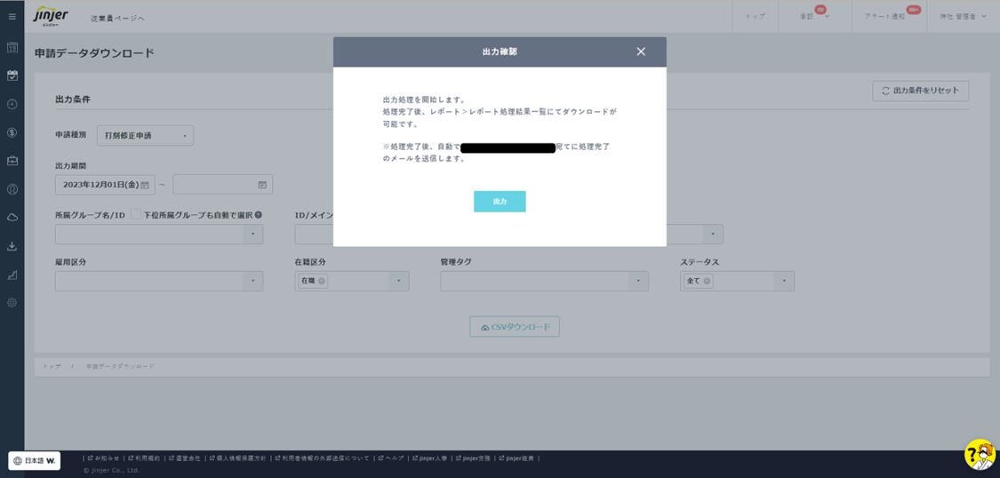 jinjer
ジンジャー
従業員ページへ
トップ
承認
99+
アラート通知
神社 管理者
申請データダウンロード
出力条件
出力条件をリセット
申請種別
打刻修正申請
出力期間
2023年12月01日(金)
～
所属グループ名/ID
下位所属グループも自動で選択
ID/メイン
雇用区分
在籍区分
在職
管理タグ
ステータス
全て
CSVダウンロード
出力確認
出力処理を開始します。
処理完了後、レポート＞レポート処理結果一覧にてダウンロードが
可能です。
※処理完了後、自動で
宛てに処理完了
のメールを送信します。
出力
トップ / 申請データダウンロード
日本語 W.
| お知らせ | 利用規約 | 運営会社 | 個人情報保護方針 | 利用者情報の外部送信について | ヘルプ | jinjer人事 | jinjer労務 | jinjer経費 |
© jinjer Co., Ltd.